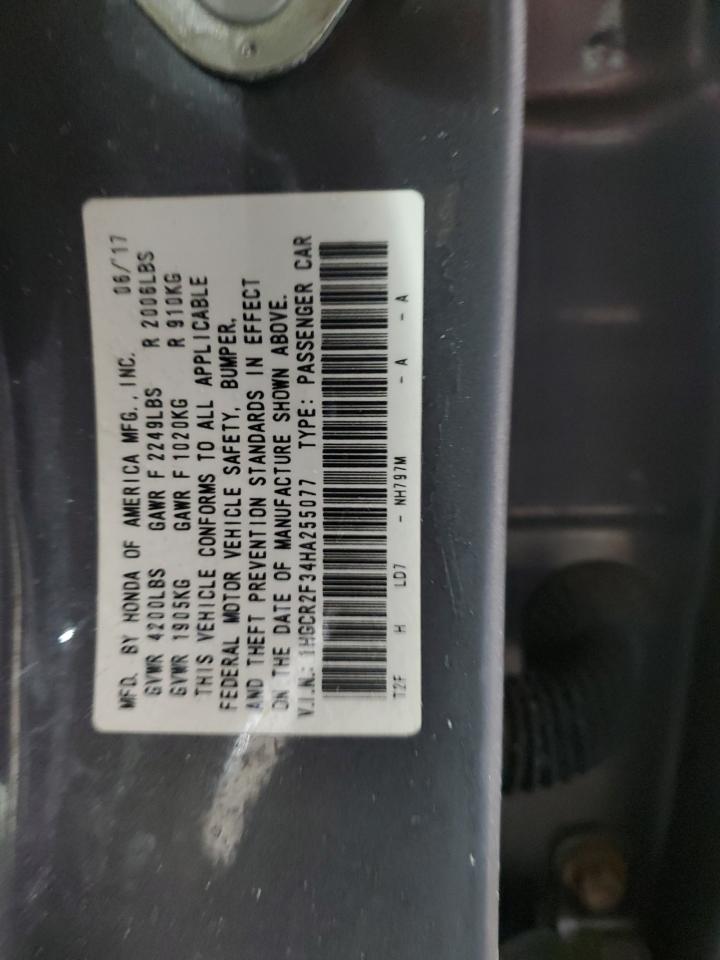 MFD. BY HONDA OF AMERICA MFG., INC. 06/'17
GVWR 4200LBS GAWR F 2249LBS R 2006LBS
GVWR 1905KG GAWR F 1020KG R 910KG
THIS VEHICLE CONFORMS TO ALL APPLICABLE
FEDERAL MOTOR VEHICLE SAFETY, BUMPER,
AND THEFT PREVENTION STANDARDS IN EFFECT
ON THE DATE OF MANUFACTURE SHOWN ABOVE.
V.I.N.: 1HGCR2F34HA255077 TYPE: PASSENGER CAR
T2F H LD7 - NH797M - A - A